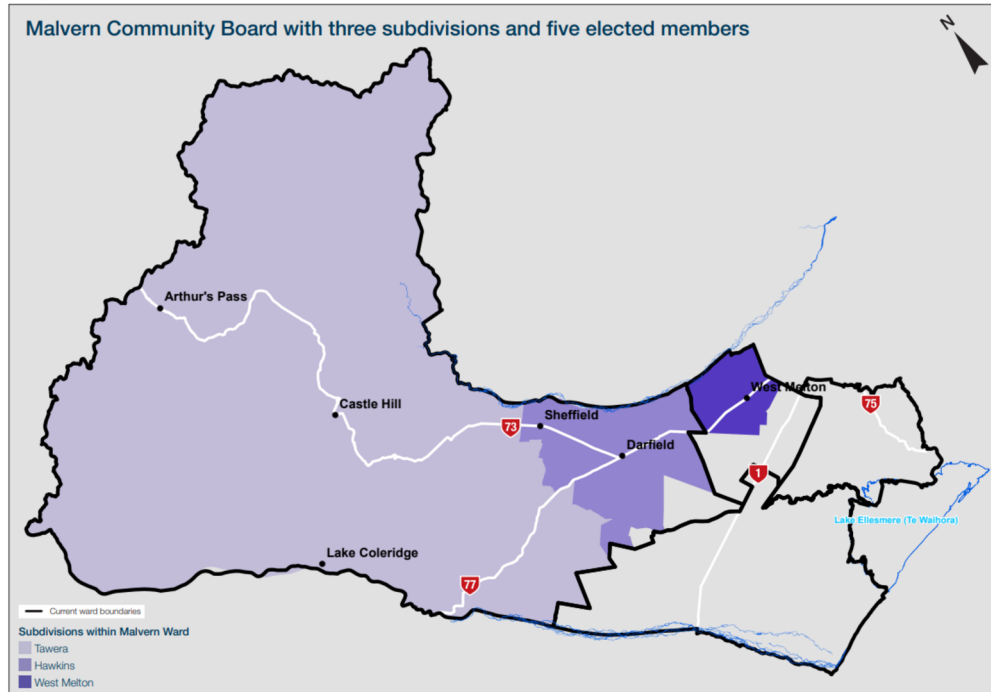 Malvern Community Board with three subdivisions and five elected members
N
Arthur's Pass
Castle Hill
Sheffield
73
Darfield
West Melton
75
1
Lake Ellesmere (Te Waihora)
Lake Coleridge
77
Current ward boundaries
Subdivisions within Malvern Ward
Tawera
Hawkins
West Melton